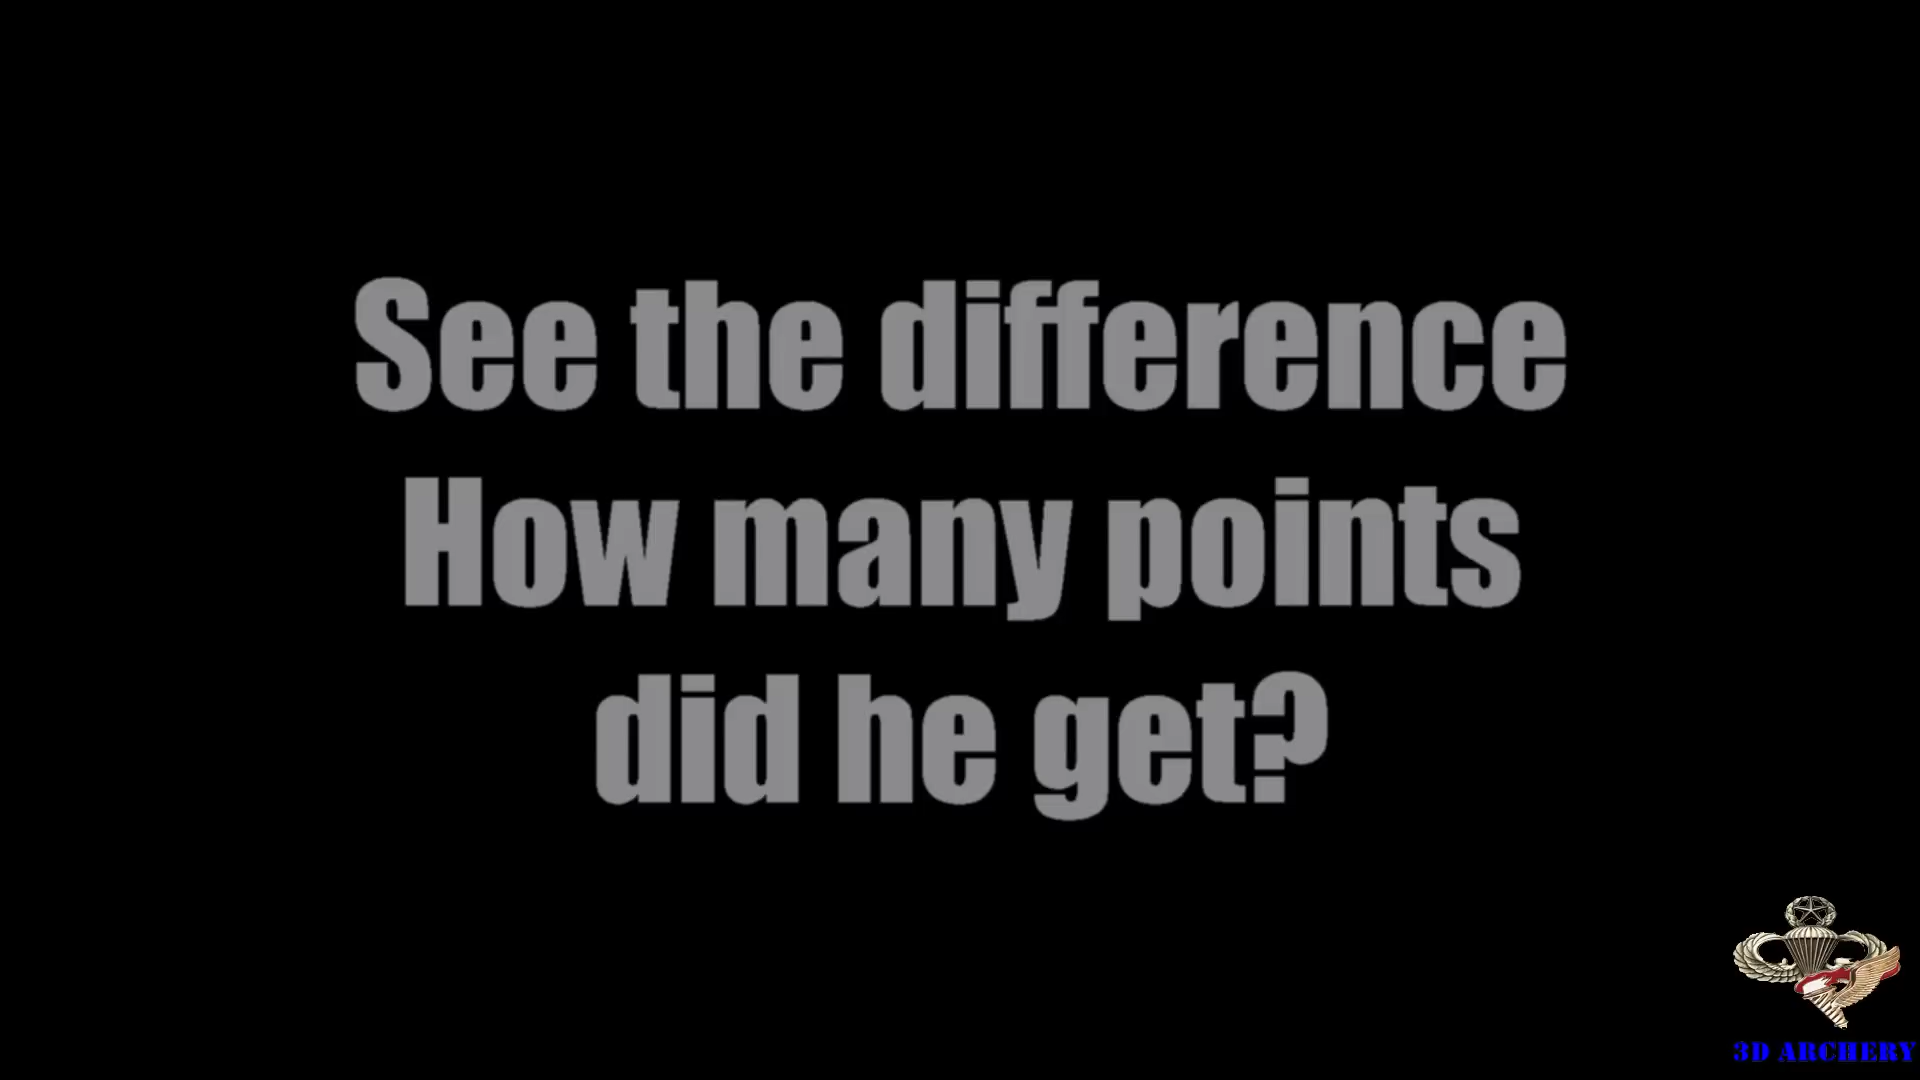 See the difference
How many points
did he get?
3D ARCHERY